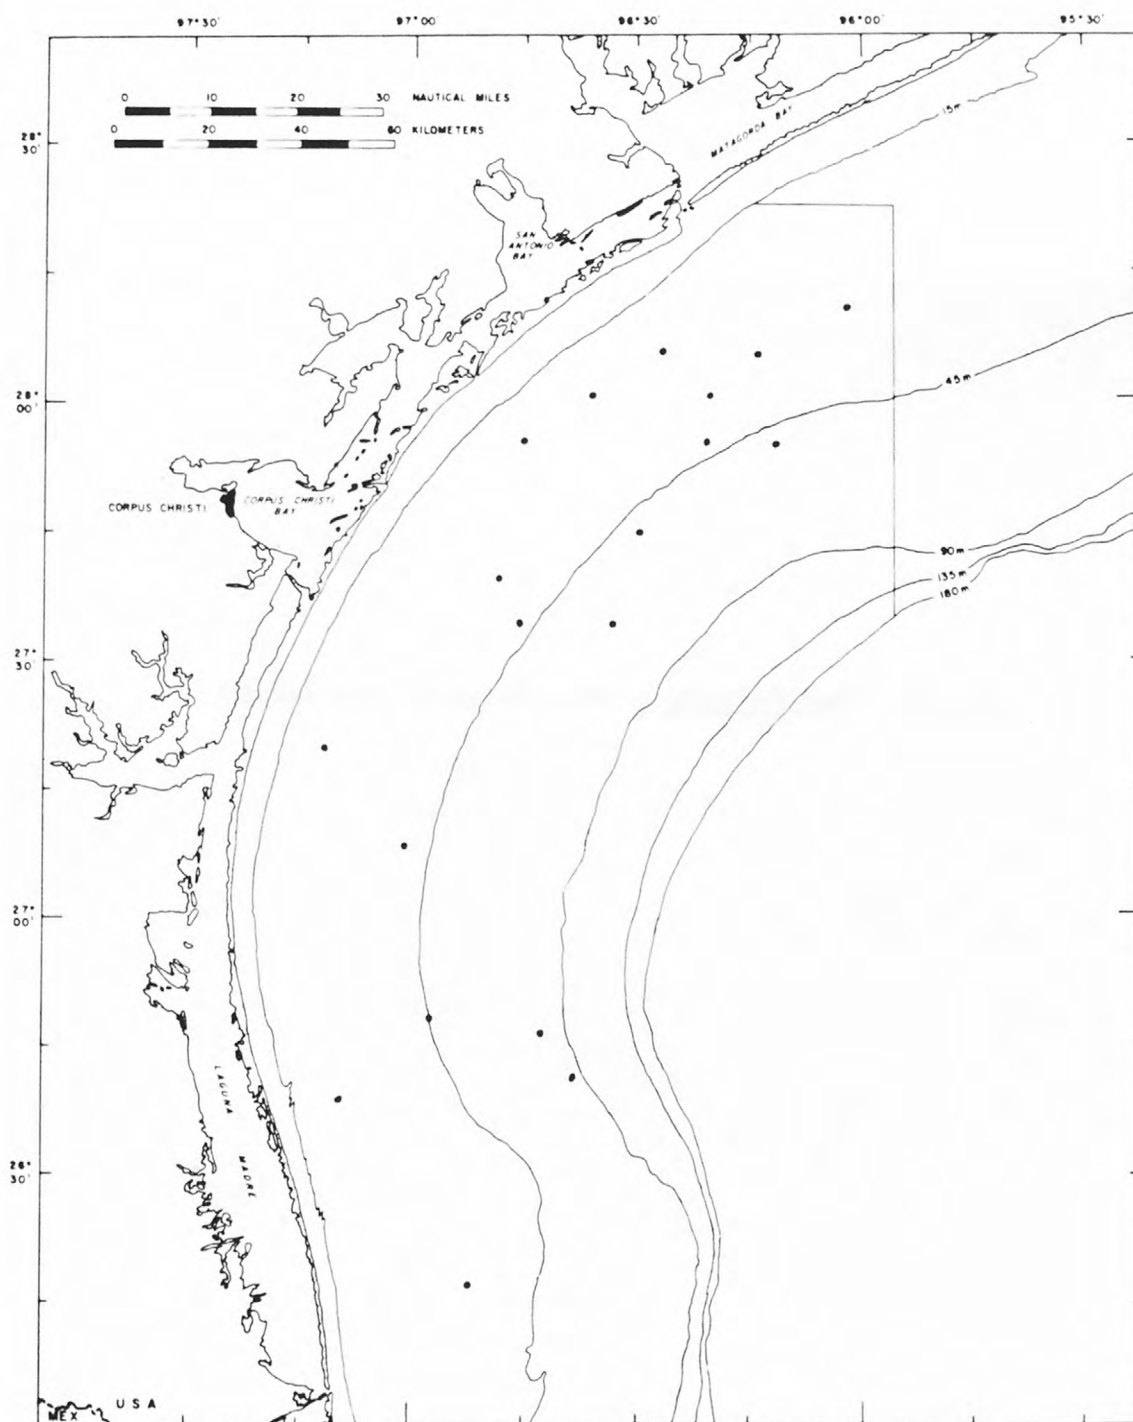 97°30'
97°00'
96°30'
96°00'
95°30'
0 10 20 30 NAUTICAL MILES
0 20 40 60 KILOMETERS
28°
30'
MATAGORDA BAY
15m
SAN
ANTONIO
BAY
28°
00'
45m
CORPUS CHRISTI
CORPUS CHRISTI
BAY
90m
135m
180m
27°
30'
27°
00'
LAGUNA
MADRE
26°
30'
USA
MEX